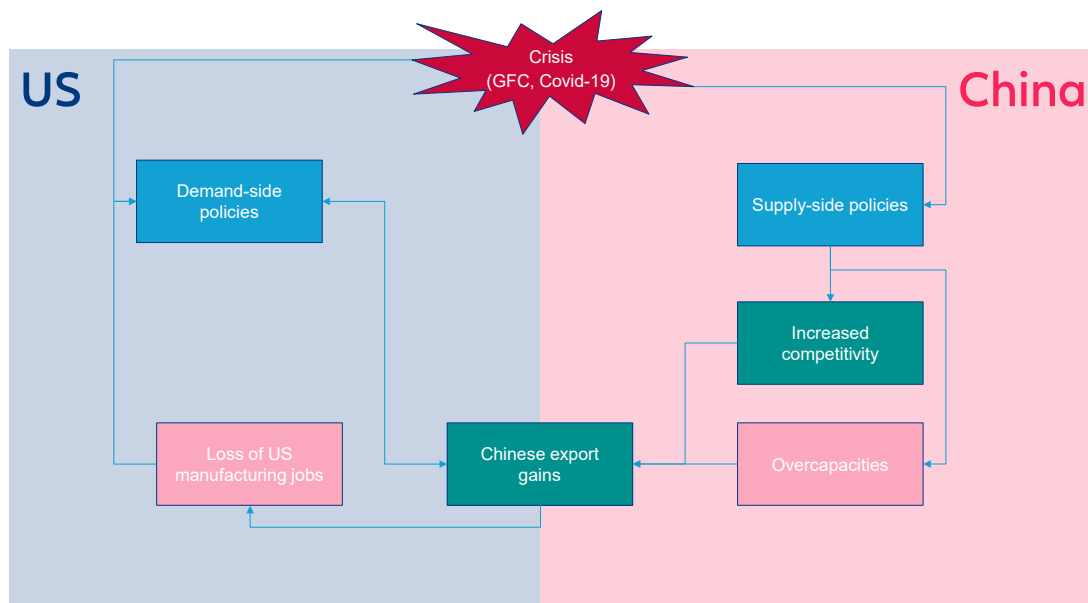 Crisis
(GFC, Covid-19)
US
China
Demand-side
policies
Supply-side policies
Increased
competitivity
Loss of US
manufacturing jobs
Chinese export
gains
Overcapacities